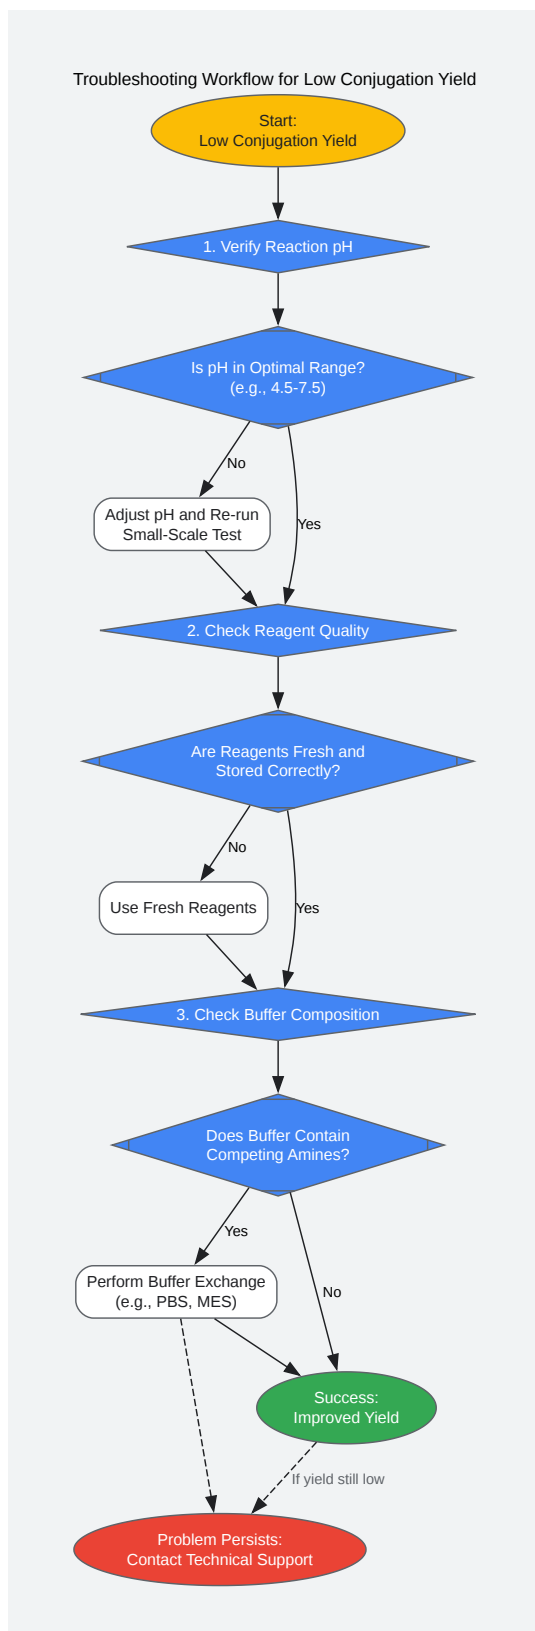 Troubleshooting Workflow for Low Conjugation Yield
Start:
Low Conjugation Yield
1. Verify Reaction pH
Is pH in Optimal Range?
(e.g., 4.5-7.5)
No
Adjust pH and Re-run
Small-Scale Test
Yes
2. Check Reagent Quality
Are Reagents Fresh and
Stored Correctly?
No
Use Fresh Reagents
Yes
3. Check Buffer Composition
Does Buffer Contain
Competing Amines?
Yes
Perform Buffer Exchange
(e.g., PBS, MES)
No
Success:
Improved Yield
If yield still low
Problem Persists:
Contact Technical Support